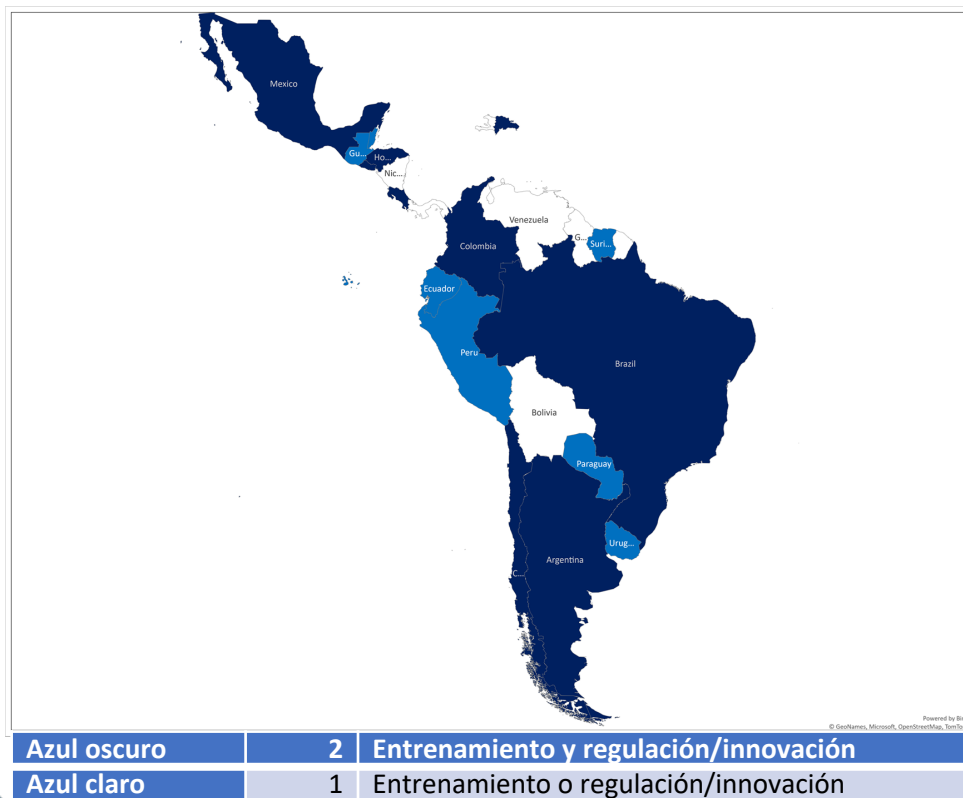 Mexico
Gu...
Ho...
Nic...
Venezuela
G...
Suri...
Colombia
Ecuador
Peru
Brazil
Bolivia
Paraguay
Urug...
Argentina
C...
Powered by Bin
© GeoNames, Microsoft, OpenStreetMap, TomTo
Azul oscuro 2 Entrenamiento y regulación/innovación
Azul claro 1 Entrenamiento o regulación/innovación